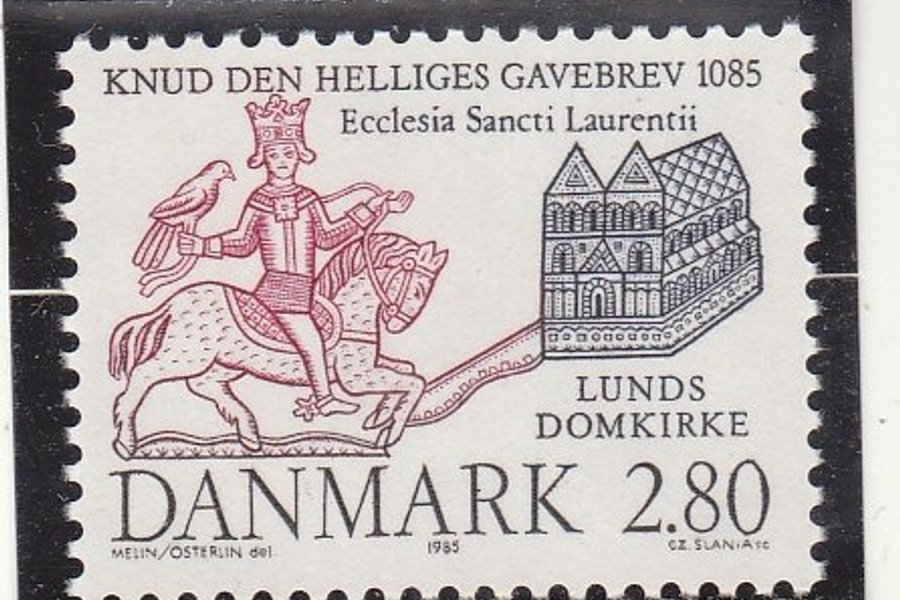 KNUD DEN HELLIGES GAVEBREV 1085
Ecclesia Sancti Laurentii
LUNDS
DOMKIRKE
DANMARK 2.80
MELIN/ÖSTERLIN del. 1985 CZ. SLANIA sc